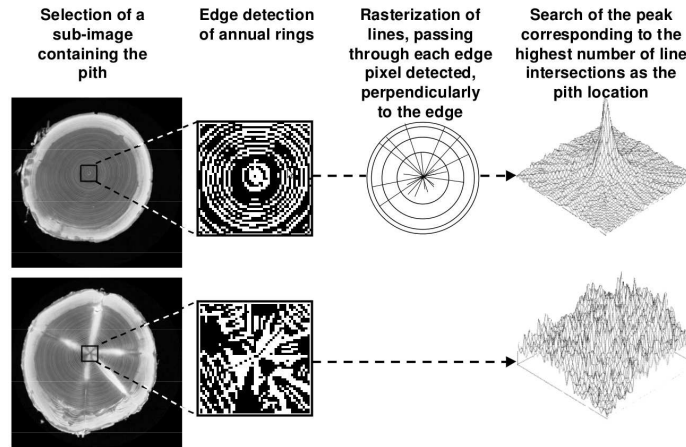 Selection of a
sub-image
containing the
pith
Edge detection
of annual rings
Rasterization of
lines, passing
through each edge
pixel detected,
perpendicularly
to the edge
Search of the peak
corresponding to the
highest number of line
intersections as the
pith location